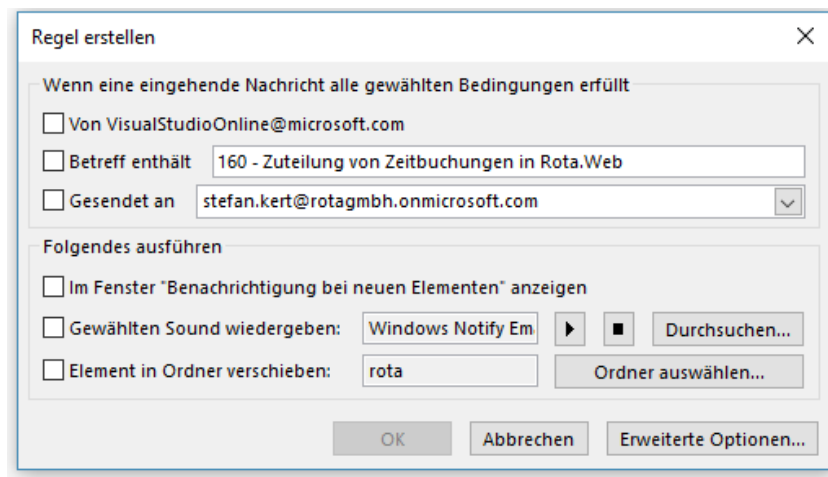 Regel erstellen
Wenn eine eingehende Nachricht alle gewählten Bedingungen erfüllt
Von VisualStudioOnline@microsoft.com
Betreff enthält 160 - Zuteilung von Zeitbuchungen in Rota.Web
Gesendet an stefan.kert@rotagmbh.onmicrosoft.com
Folgendes ausführen
Im Fenster "Benachrichtigung bei neuen Elementen" anzeigen
Gewählten Sound wiedergeben: Windows Notify Em Durchsuchen...
Element in Ordner verschieben: rota Ordner auswählen...
OK Abbrechen Erweiterte Optionen...